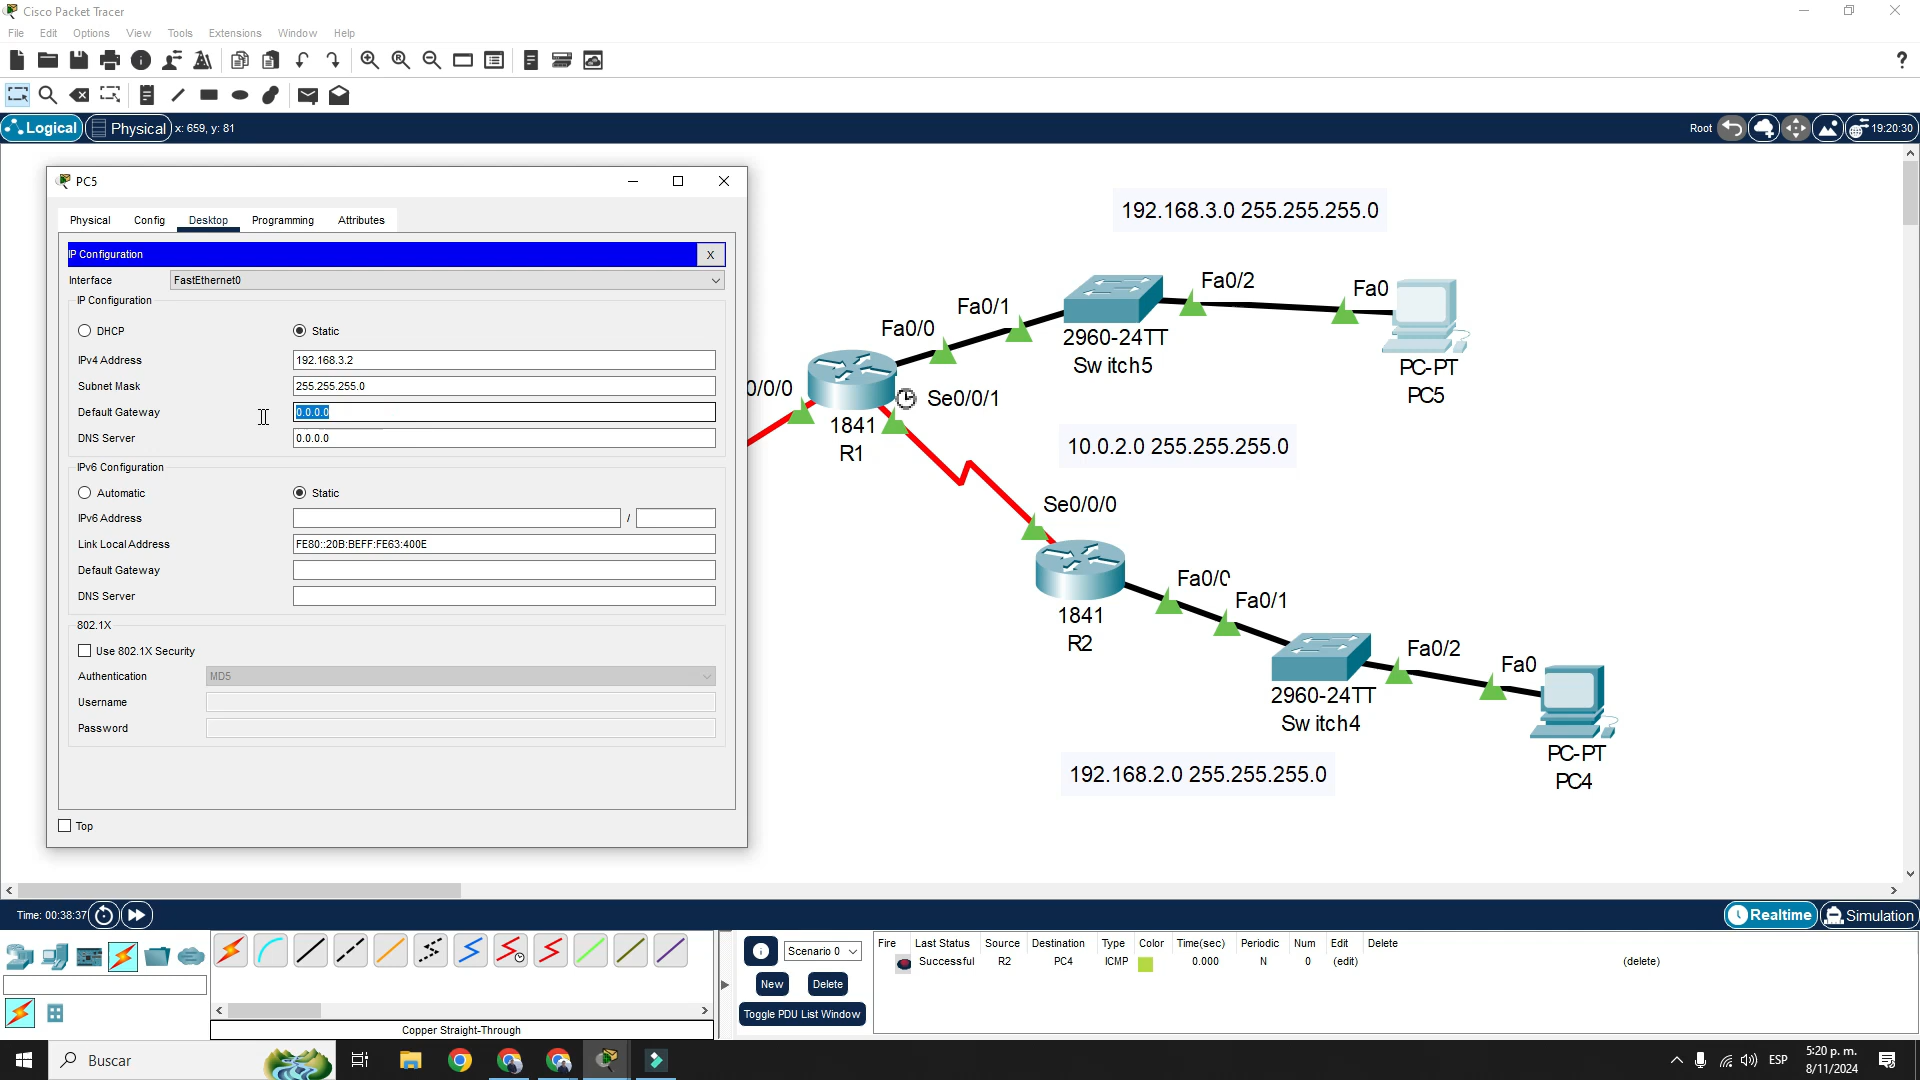 Cisco Packet Tracer
File Edit Options View Tools Extensions Window Help
Logical Physical x: 659, y: 81 Root 19:20:30
PC5
Physical Config Desktop Programming Attributes
IP Configuration X
Interface FastEthernet0
IP Configuration
DHCP Static
IPv4 Address 192.168.3.2
Subnet Mask 255.255.255.0
Default Gateway 0.0.0.0
DNS Server 0.0.0.0
IPv6 Configuration
Automatic Static
IPv6 Address /
Link Local Address FE80::20B:BEFF:FE63:400E
Default Gateway
DNS Server
802.1X
Use 802.1X Security
Authentication MD5
Username
Password
Top
192.168.3.0 255.255.255.0
Fa0/2
Fa0
Fa0/1
Fa0/0
2960-24TT
Switch5
PC-PT
PC5
0/0/0
Se0/0/1
1841
R1
10.0.2.0 255.255.255.0
Se0/0/0
1841
R2
Fa0/0
Fa0/1
Fa0/2
Fa0
2960-24TT
Switch4
PC-PT
PC4
192.168.2.0 255.255.255.0
Time: 00:38:37 Realtime Simulation
Copper Straight-Through
Scenario 0
New Delete
Toggle PDU List Window
Fire Last Status Source Destination Type Color Time(sec) Periodic Num Edit Delete
Successful R2 PC4 ICMP 0.000 N 0 (edit) (delete)
Buscar
ESP
5:20 p. m.
8/11/2024